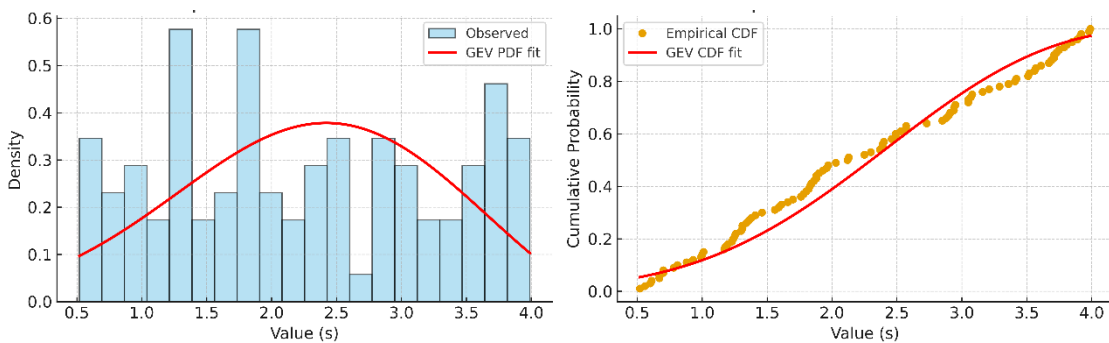 Observed
GEV PDF fit
0.6
0.5
0.4
0.3
0.2
0.1
0.0
Density
0.5 1.0 1.5 2.0 2.5 3.0 3.5 4.0
Value (s)
Empirical CDF
GEV CDF fit
1.0
0.8
0.6
0.4
0.2
0.0
Cumulative Probability
0.5 1.0 1.5 2.0 2.5 3.0 3.5 4.0
Value (s)